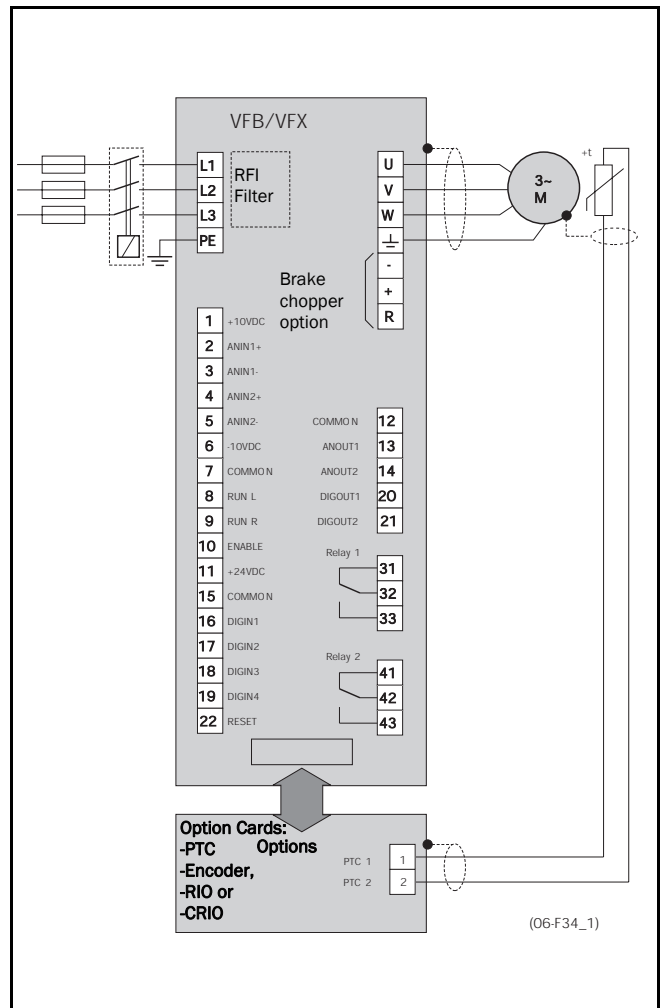 VFB/VFX
+t
L1
L2
L3
PE
RFI
Filter
U
V
W
3~
M
-
+
R
Brake
chopper
option
1 +10VDC
2 ANIN1+
3 ANIN1-
4 ANIN2+
5 ANIN2-
6 -10VDC
7 COMMON
8 RUN L
9 RUN R
10 ENABLE
11 +24VDC
15 COMMON
16 DIGIN1
17 DIGIN2
18 DIGIN3
19 DIGIN4
22 RESET
COMMON 12
ANOUT1 13
ANOUT2 14
DIGOUT1 20
DIGOUT2 21
Relay 1
31
32
33
Relay 2
41
42
43
Option Cards:
-PTC Options
-Encoder,
-RIO or
-CRIO
PTC 1 1
PTC 2 2
(06-F34_1)